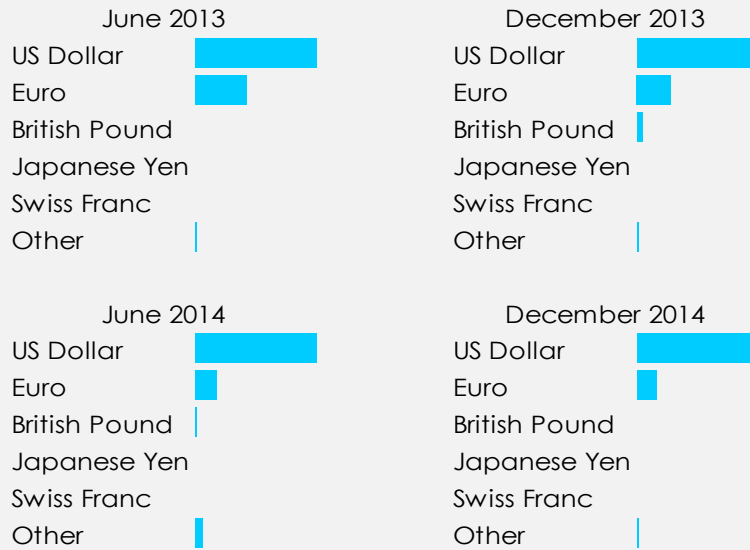 June 2013
US Dollar
Euro
British Pound
Japanese Yen
Swiss Franc
Other
December 2013
US Dollar
Euro
British Pound
Japanese Yen
Swiss Franc
Other
June 2014
US Dollar
Euro
British Pound
Japanese Yen
Swiss Franc
Other
December 2014
US Dollar
Euro
British Pound
Japanese Yen
Swiss Franc
Other